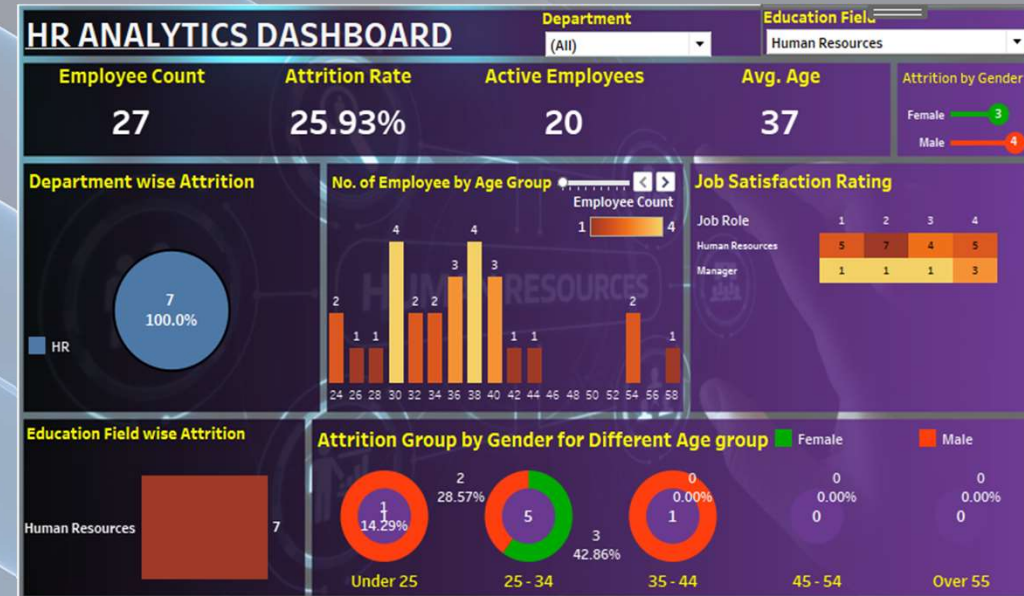 HR ANALYTICS DASHBOARD
Department
(All)
Education Field
Human Resources
Employee Count
27
Attrition Rate
25.93%
Active Employees
20
Avg. Age
37
Attrition by Gender
Female 3
Male 4
Department wise Attrition
7
100.0%
HR
No. of Employee by Age Group
Employee Count
1 4
2 1 1 4 2 2 3 4 3 1 1 2 1
24 26 28 30 32 34 36 38 40 42 44 46 48 50 52 54 56 58
HUMAN RESOURCES
Job Satisfaction Rating
Job Role 1 2 3 4
Human Resources 5 7 4 5
Manager 1 1 1 3
Education Field wise Attrition
Human Resources 7
Attrition Group by Gender for Different Age group
Female
Male
1
14.29%
Under 25
2
28.57%
5
3
42.86%
25 - 34
0
0.00%
1
35 - 44
0
0.00%
0
45 - 54
0
0.00%
0
Over 55